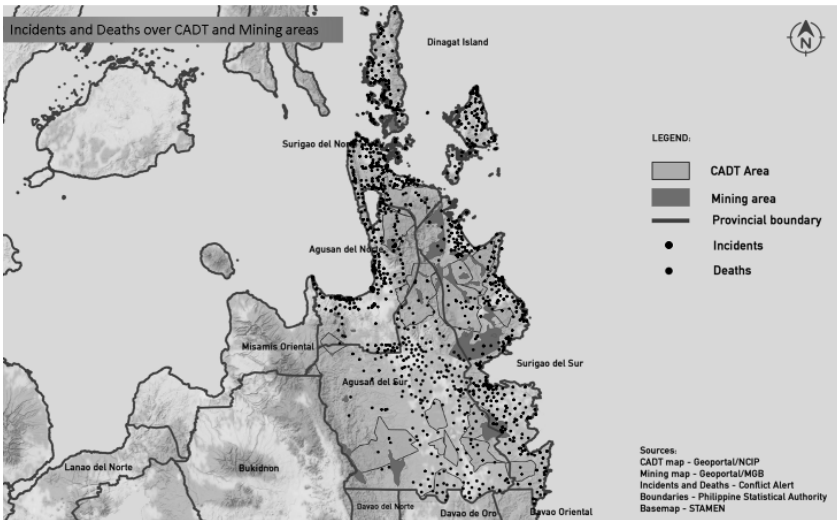 Incidents and Deaths over CADT and Mining areas
N
Dinagat Island
Surigao del Nor
LEGEND:
CADT Area
Mining area
Provincial boundary
Incidents
Deaths
Agusan del Norte
Misamis Oriental
Surigao del Sur
Agusan del Sur
Lanao del Norte
Bukidnon
Davao del Norte
Davao de Oro
Davao Oriental
Sources:
CADT map - Geoportal/NCIP
Mining map - Geoportal/MGB
Incidents and Deaths - Conflict Alert
Boundaries - Philippine Statistical Authority
Basemap - STAMEN